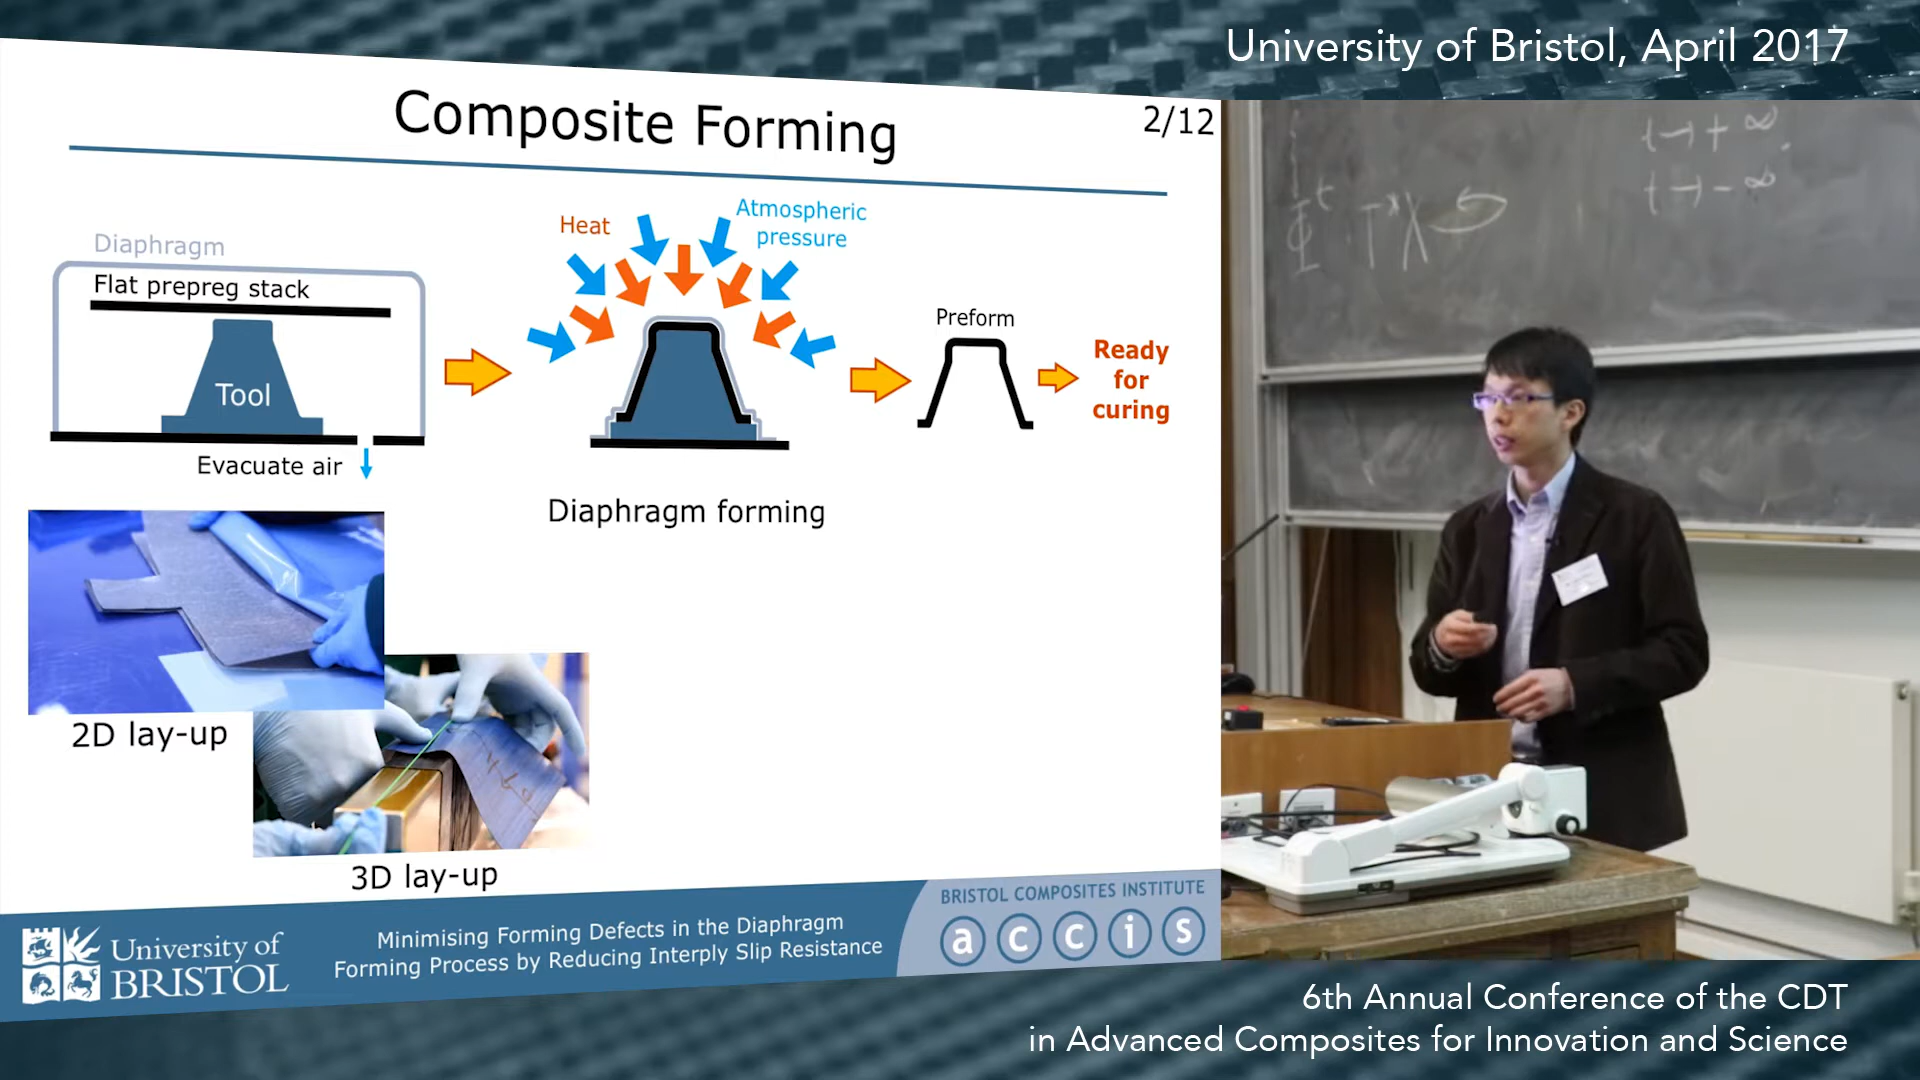 University of Bristol, April 2017
Composite Forming
2/12
Diaphragm
Flat prepreg stack
Tool
Evacuate air
Heat
Atmospheric
pressure
Diaphragm forming
Preform
Ready
for
curing
2D lay-up
3D lay-up
University of
BRISTOL
Minimising Forming Defects in the Diaphragm
Forming Process by Reducing Interply Slip Resistance
BRISTOL COMPOSITES INSTITUTE
accis
t→+∞.
t→-∞
6th Annual Conference of the CDT
in Advanced Composites for Innovation and Science